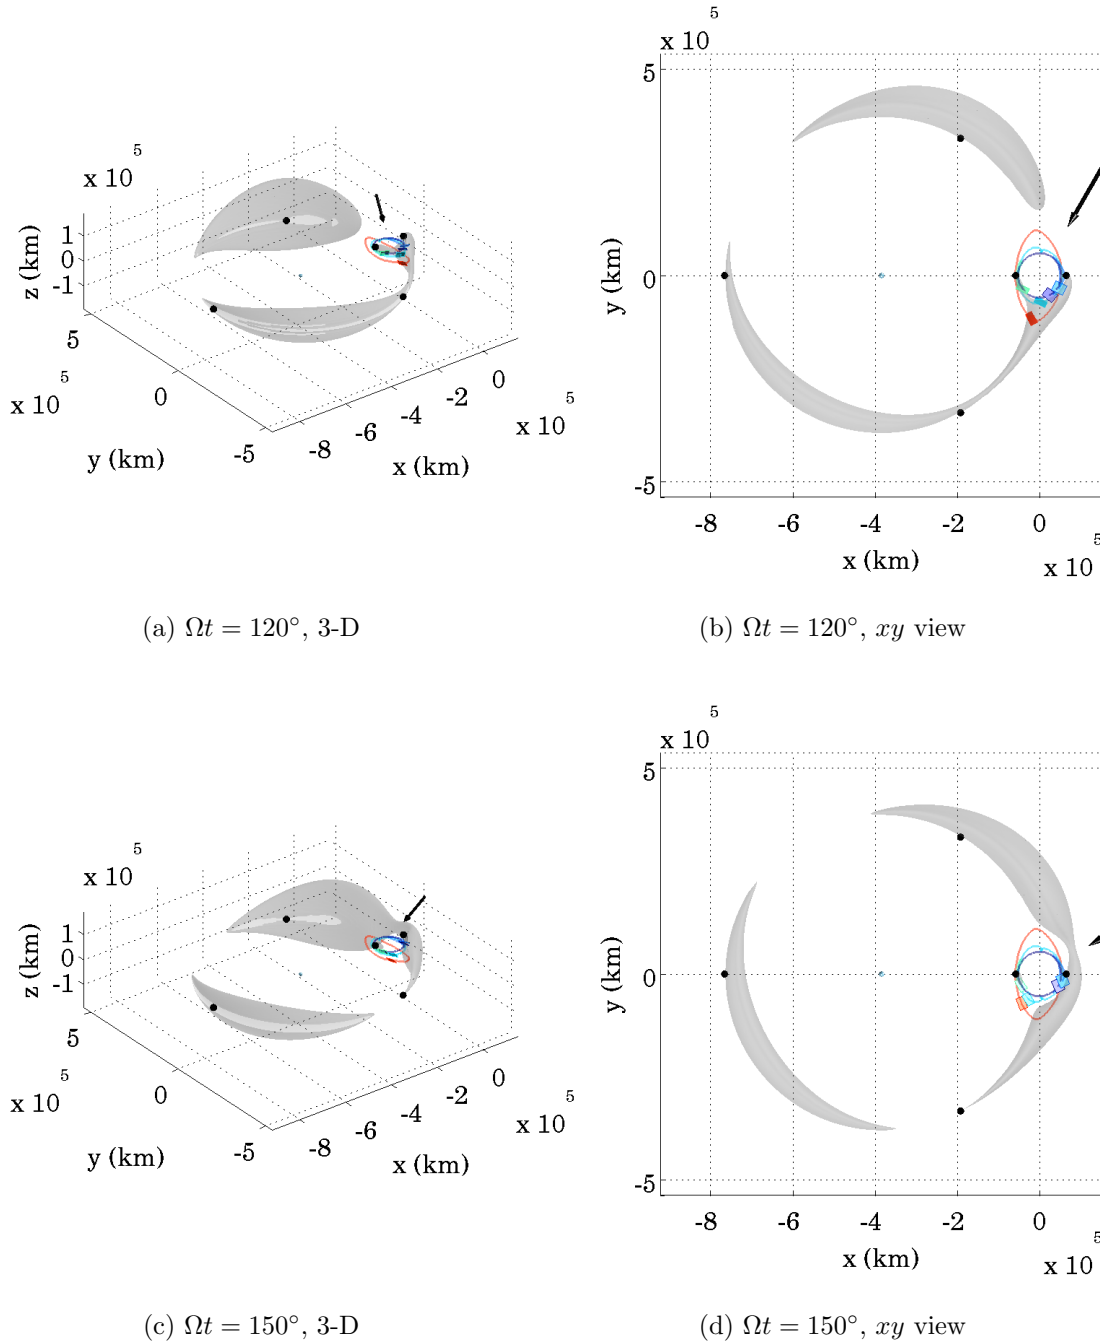 x 10 5
1
0
-1
z (km)
5
0
-5
x 10 5
y (km)
-8
-6
-4
-2
0
x 10 5
x (km)
(a) Ωt = 120°, 3-D
x 10 5
5
0
-5
y (km)
-8 -6 -4 -2 0
x (km)
x 10 5
(b) Ωt = 120°, xy view
x 10 5
1
0
-1
z (km)
5
0
-5
x 10 5
y (km)
-8
-6
-4
-2
0
x 10 5
x (km)
(c) Ωt = 150°, 3-D
x 10 5
5
0
-5
y (km)
-8 -6 -4 -2 0
x (km)
x 10 5
(d) Ωt = 150°, xy view